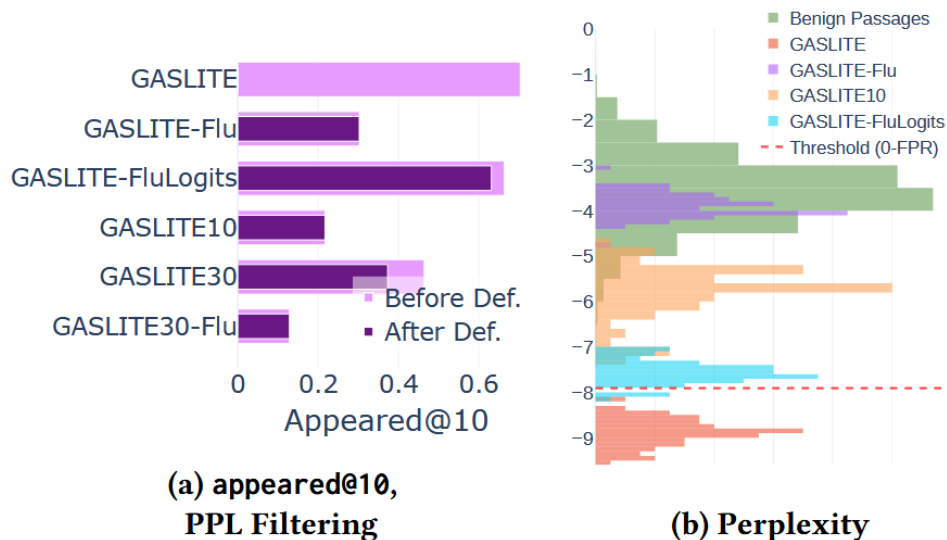 GASLITE
GASLITE-Flu
GASLITE-FluLogits
GASLITE10
GASLITE30
GASLITE30-Flu
Before Def.
After Def.
0 0.2 0.4 0.6
Appeared@10
(a) appeared@10,
PPL Filtering
0
−1
−2
−3
−4
−5
−6
−7
−8
−9
Benign Passages
GASLITE
GASLITE-Flu
GASLITE10
GASLITE-FluLogits
Threshold (0-FPR)
(b) Perplexity